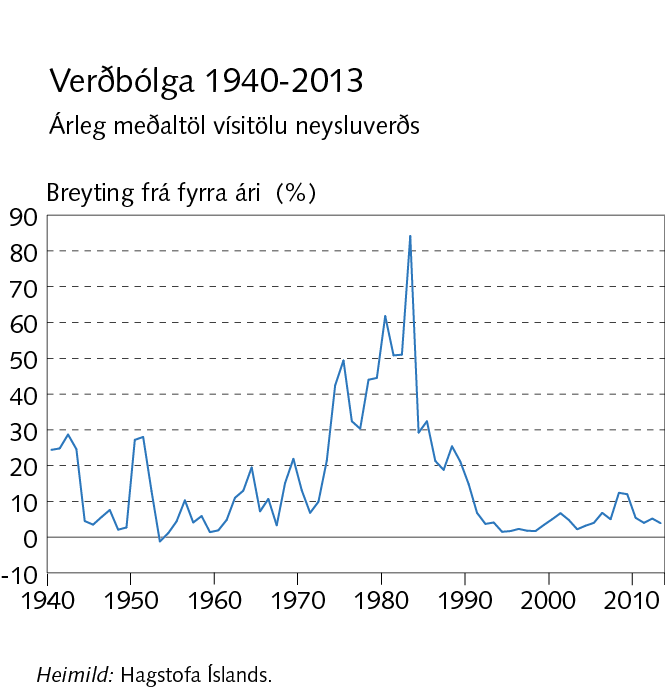 Verðbólga 1940-2013
Árleg meðaltöl vísitölu neysluverðs
Breyting frá fyrra ári (%)
90
80
70
60
50
40
30
20
10
0
-10
1940 1950 1960 1970 1980 1990 2000 2010
Heimild: Hagstofa Íslands.